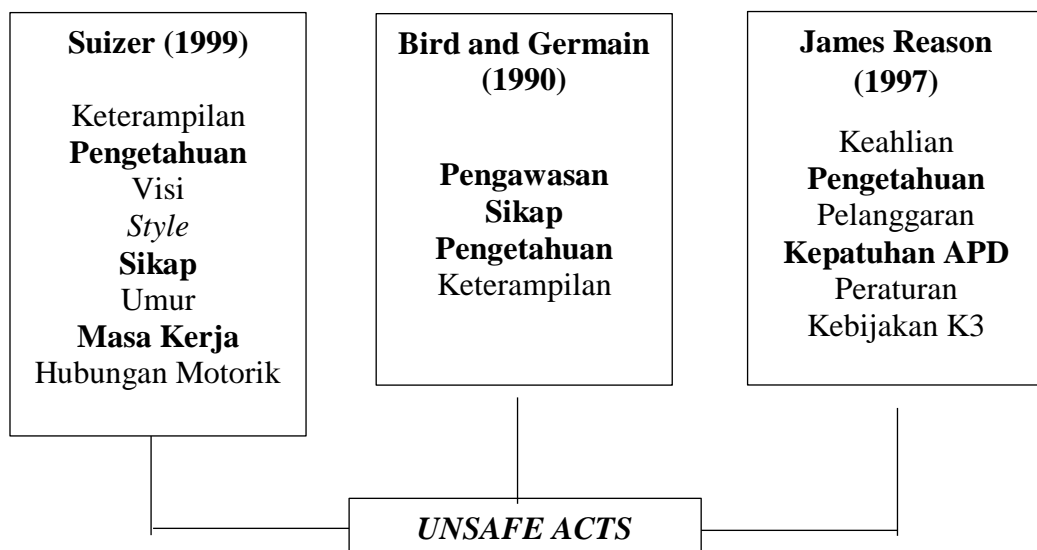 Suizer (1999)
Keterampilan
Pengetahuan
Visi
Style
Sikap
Umur
Masa Kerja
Hubungan Motorik
Bird and Germain
(1990)
Pengawasan
Sikap
Pengetahuan
Keterampilan
James Reason
(1997)
Keahlian
Pengetahuan
Pelanggaran
Kepatuhan APD
Peraturan
Kebijakan K3
UNSAFE ACTS